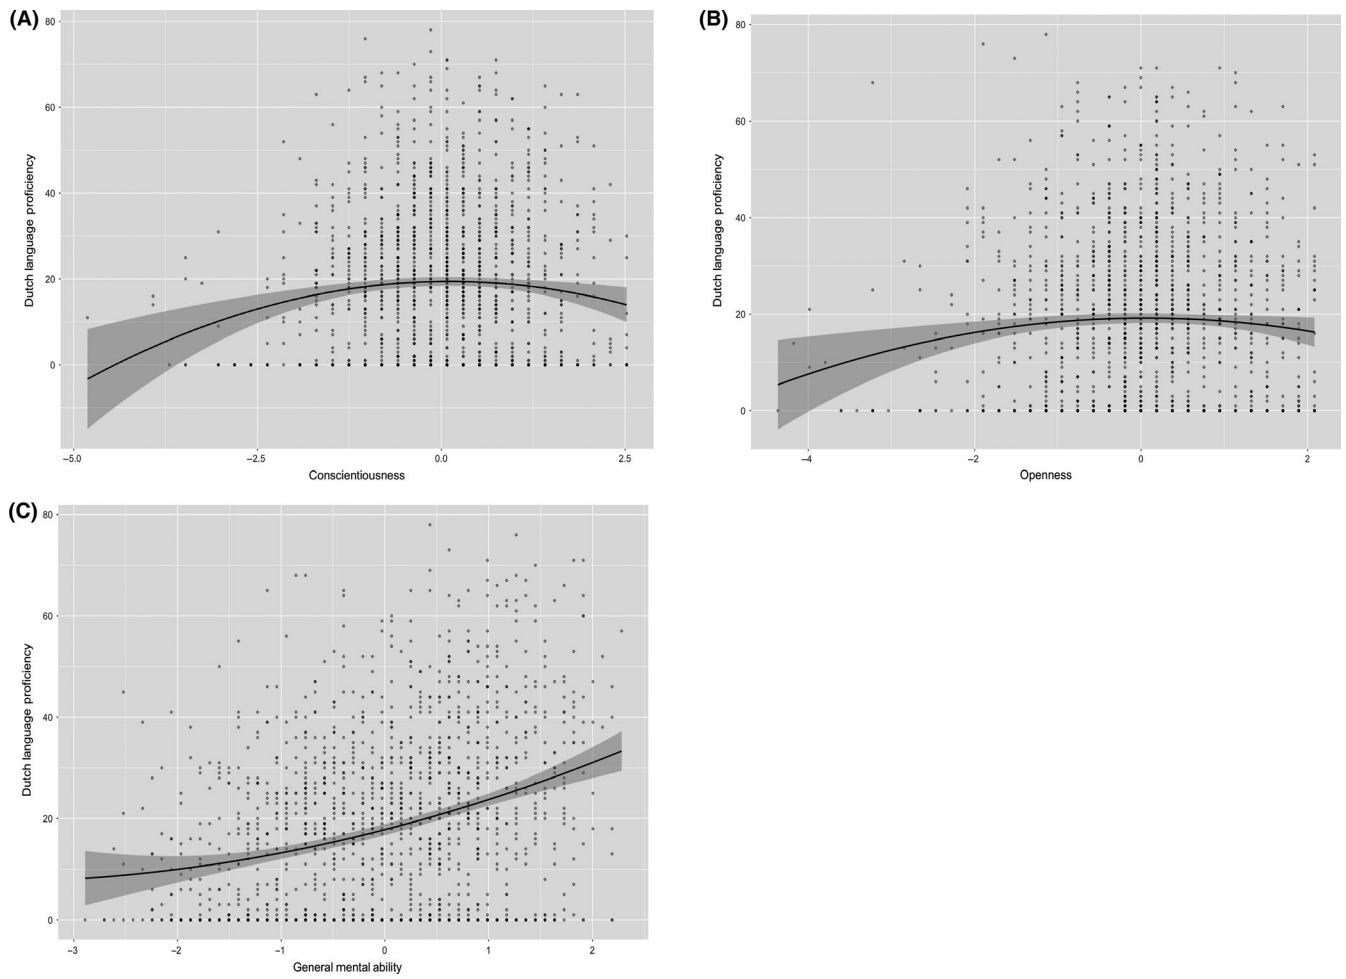 (A)
80
60
40
20
0
Dutch language proficiency
−5.0 −2.5 0.0 2.5
Conscientiousness
(B)
80
60
40
20
0
Dutch language proficiency
−4 −2 0 2
Openness
(C)
80
60
40
20
0
Dutch language proficiency
−3 −2 −1 0 1 2
General mental ability